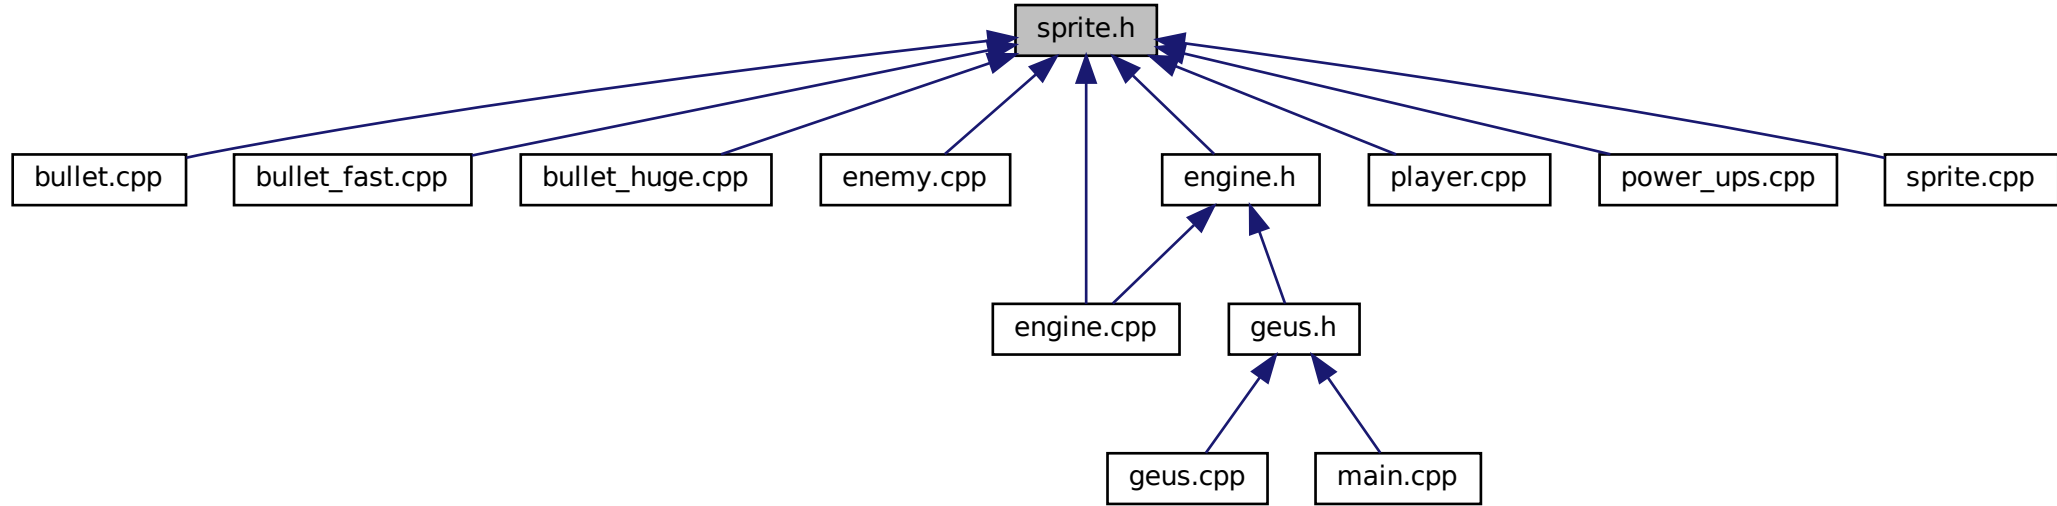 sprite.h
bullet.cpp
bullet_fast.cpp
bullet_huge.cpp
enemy.cpp
engine.h
player.cpp
power_ups.cpp
sprite.cpp
engine.cpp
geus.h
geus.cpp
main.cpp